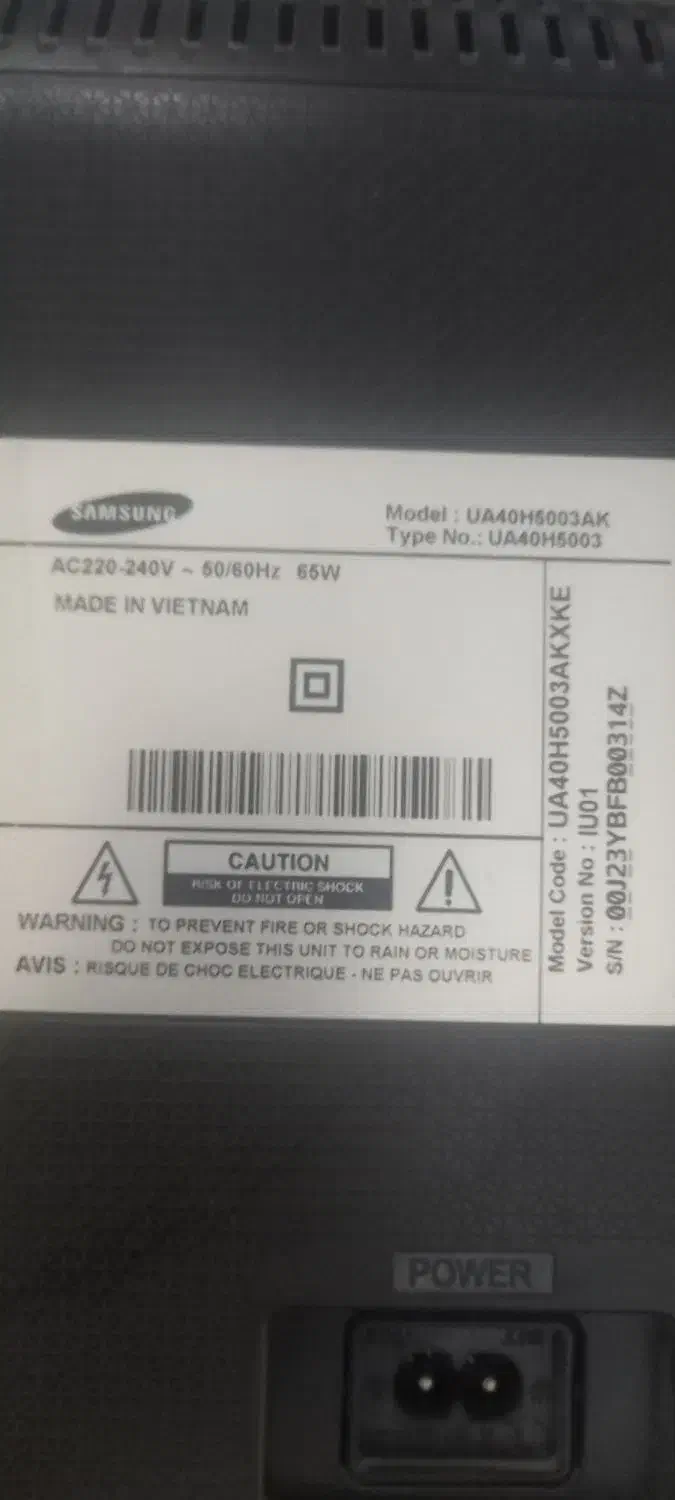 SAMSUNG
Model : UA40H5003AK
Type No.: UA40H5003
AC220-240V ~ 50/60Hz 65W
MADE IN VIETNAM
Model Code : UA40H5003AKXKE
Version No : IU01
S/N : 00J23YBFB00314Z
CAUTION
RISK OF ELECTRIC SHOCK
DO NOT OPEN
WARNING : TO PREVENT FIRE OR SHOCK HAZARD
DO NOT EXPOSE THIS UNIT TO RAIN OR MOISTURE
AVIS : RISQUE DE CHOC ELECTRIQUE - NE PAS OUVRIR
POWER